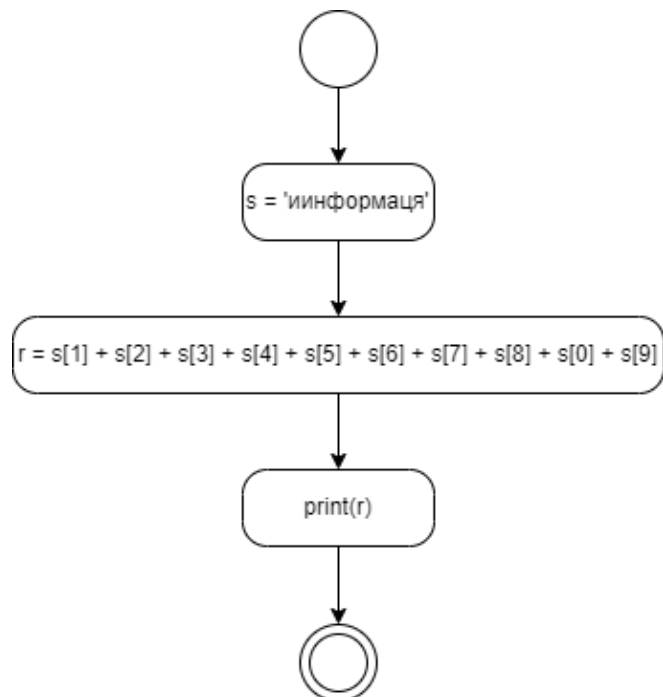 s = 'иинформаця'
r = s[1] + s[2] + s[3] + s[4] + s[5] + s[6] + s[7] + s[8] + s[0] + s[9]
print(r)